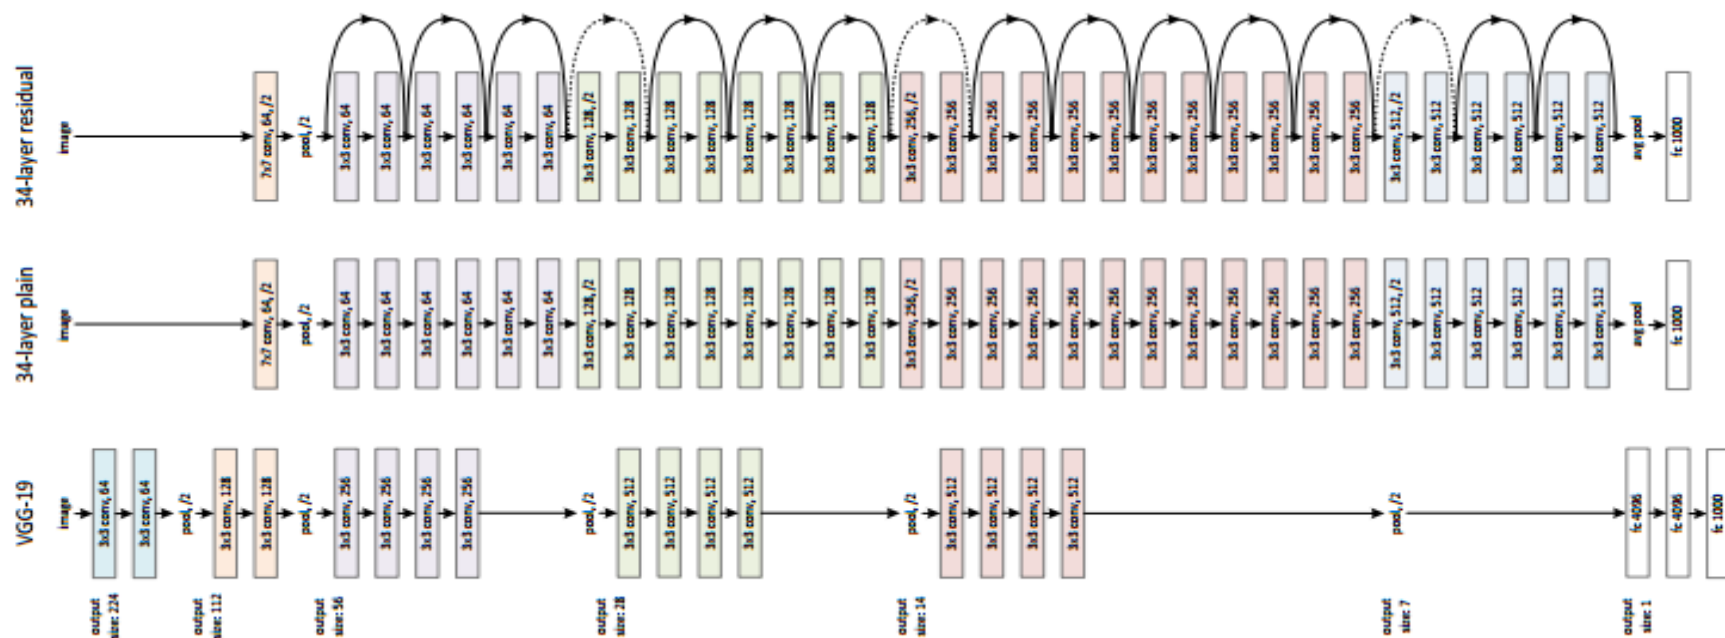 34-layer residual
image
7x7 conv, 64, /2
pool, /2
3x3 conv, 64
3x3 conv, 64
3x3 conv, 64
3x3 conv, 64
3x3 conv, 64
3x3 conv, 64
3x3 conv, 128, /2
3x3 conv, 128
3x3 conv, 128
3x3 conv, 128
3x3 conv, 128
3x3 conv, 128
3x3 conv, 128
3x3 conv, 128
3x3 conv, 256, /2
3x3 conv, 256
3x3 conv, 256
3x3 conv, 256
3x3 conv, 256
3x3 conv, 256
3x3 conv, 256
3x3 conv, 256
3x3 conv, 256
3x3 conv, 256
3x3 conv, 256
3x3 conv, 256
3x3 conv, 512, /2
3x3 conv, 512
3x3 conv, 512
3x3 conv, 512
3x3 conv, 512
3x3 conv, 512
avg pool
fc 1000
34-layer plain
image
7x7 conv, 64, /2
pool, /2
3x3 conv, 64
3x3 conv, 64
3x3 conv, 64
3x3 conv, 64
3x3 conv, 64
3x3 conv, 64
3x3 conv, 128, /2
3x3 conv, 128
3x3 conv, 128
3x3 conv, 128
3x3 conv, 128
3x3 conv, 128
3x3 conv, 128
3x3 conv, 128
3x3 conv, 256, /2
3x3 conv, 256
3x3 conv, 256
3x3 conv, 256
3x3 conv, 256
3x3 conv, 256
3x3 conv, 256
3x3 conv, 256
3x3 conv, 256
3x3 conv, 256
3x3 conv, 256
3x3 conv, 256
3x3 conv, 512, /2
3x3 conv, 512
3x3 conv, 512
3x3 conv, 512
3x3 conv, 512
3x3 conv, 512
avg pool
fc 1000
VGG-19
image
3x3 conv, 64
3x3 conv, 64
pool, /2
3x3 conv, 128
3x3 conv, 128
pool, /2
3x3 conv, 256
3x3 conv, 256
3x3 conv, 256
3x3 conv, 256
pool, /2
3x3 conv, 512
3x3 conv, 512
3x3 conv, 512
3x3 conv, 512
pool, /2
3x3 conv, 512
3x3 conv, 512
3x3 conv, 512
3x3 conv, 512
pool, /2
fc 4096
fc 4096
fc 1000
output
size: 224
output
size: 112
output
size: 56
output
size: 28
output
size: 14
output
size: 7
output
size: 1